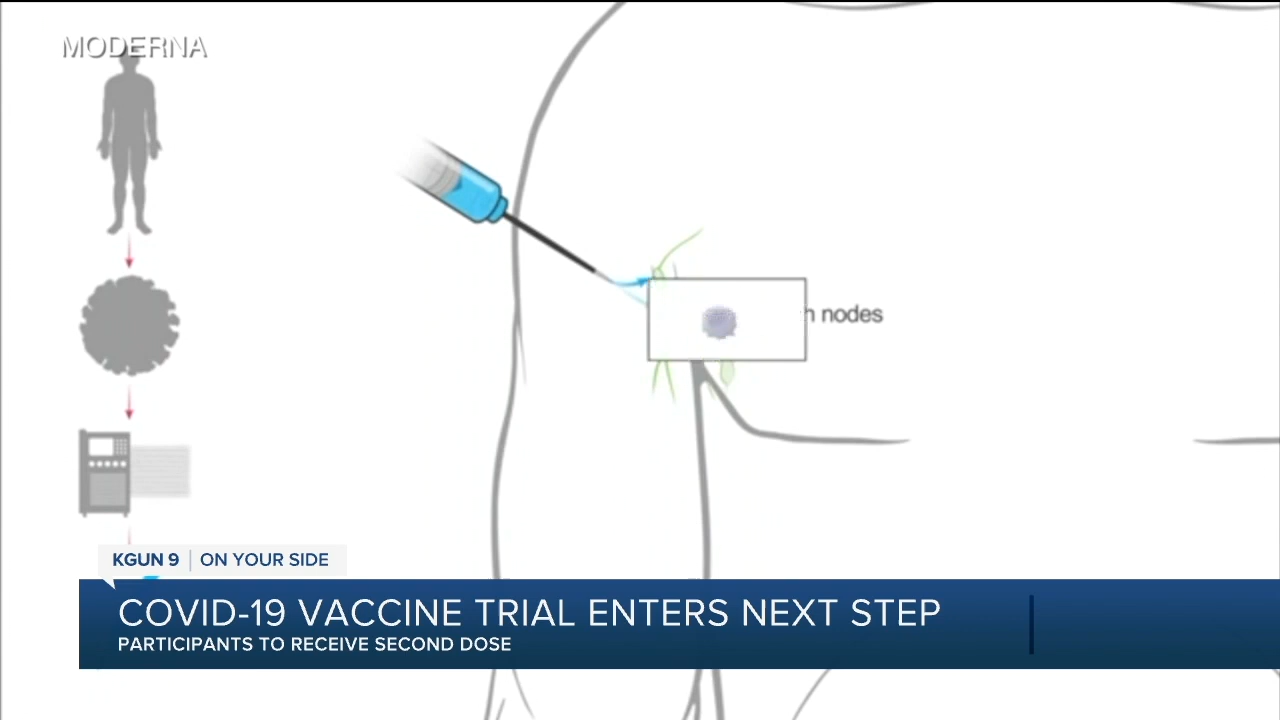 MODERNA
nodes
KGUN 9 | ON YOUR SIDE
COVID-19 VACCINE TRIAL ENTERS NEXT STEP
PARTICIPANTS TO RECEIVE SECOND DOSE